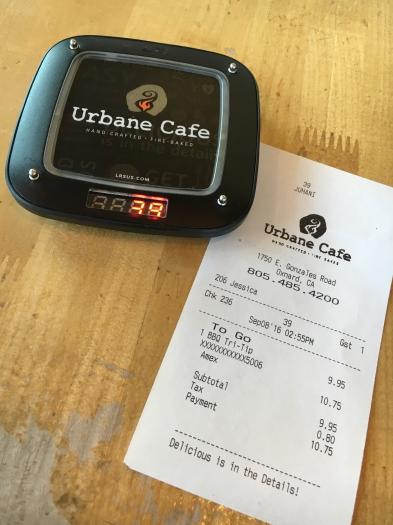 Urbane Cafe
HAND CRAFTED • FIRE-BAKED
LRSUS.COM
39
39
JUHANI
Urbane Cafe
HAND CRAFTED • FIRE BAKED
1750 E. Gonzales Road
Oxnard, CA
805.485.4200
206 Jessica
Chk 236 39 Gst 1
Sep08'16 02:55PM
To Go
1 BBQ Tri-Tip 9.95
XXXXXXXXXXX5006
Amex 10.75
Subtotal 9.95
Tax 0.80
Payment 10.75
Delicious is in the Details!